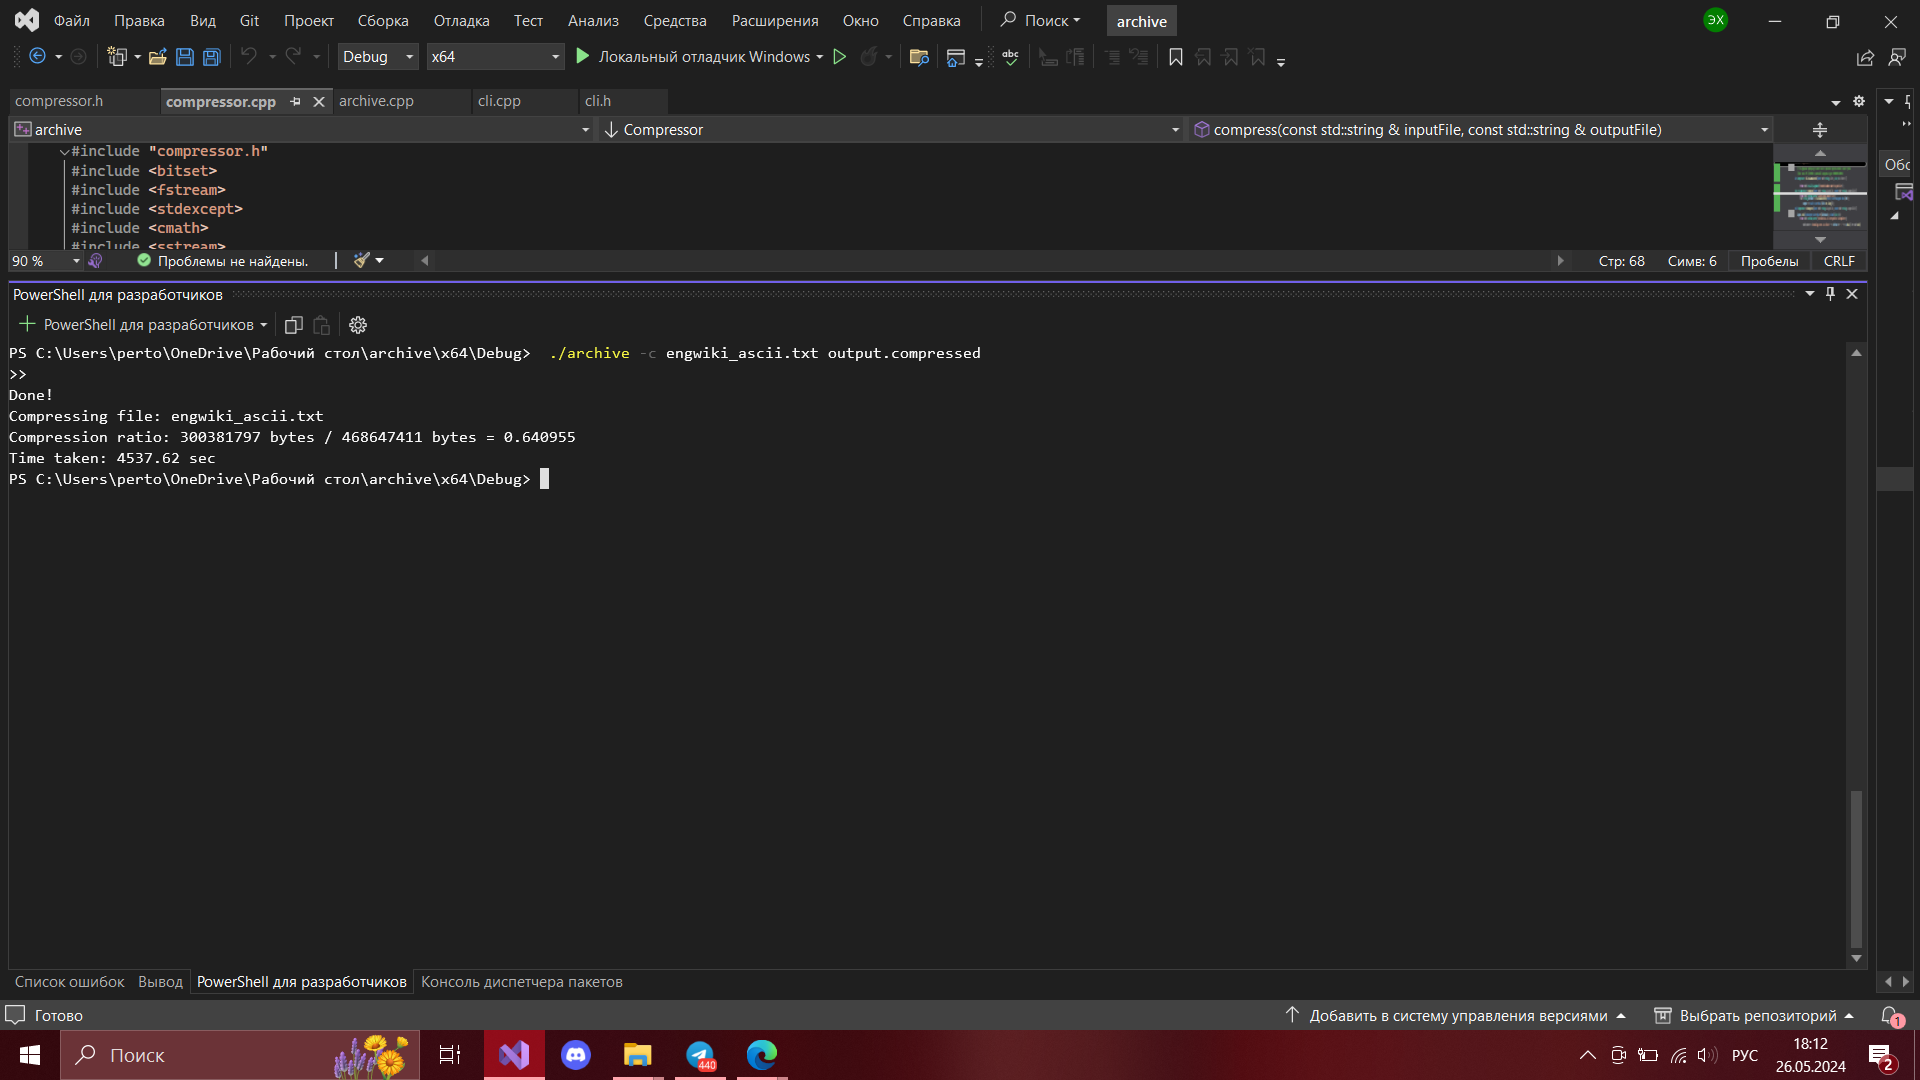 Файл Правка Вид Git Проект Сборка Отладка Тест Анализ Средства Расширения Окно Справка Поиск archive ЭХ
Debug x64 Локальный отладчик Windows abc
compressor.h compressor.cpp archive.cpp cli.cpp cli.h
archive Compressor compress(const std::string & inputFile, const std::string & outputFile)
#include "compressor.h"
#include <bitset>
#include <fstream>
#include <stdexcept>
#include <cmath>
#include <sstream>
90 % Проблемы не найдены. Стр: 68 Симв: 6 Пробелы CRLF
PowerShell для разработчиков
PowerShell для разработчиков
PS C:\Users\perto\OneDrive\Рабочий стол\archive\x64\Debug>  ./archive -c engwiki_ascii.txt output.compressed
>>
Done!
Compressing file: engwiki_ascii.txt
Compression ratio: 300381797 bytes / 468647411 bytes = 0.640955
Time taken: 4537.62 sec
PS C:\Users\perto\OneDrive\Рабочий стол\archive\x64\Debug>
Список ошибок Вывод PowerShell для разработчиков Консоль диспетчера пакетов
Готово Добавить в систему управления версиями Выбрать репозиторий 1
Поиск 440 РУС 18:12
26.05.2024 2